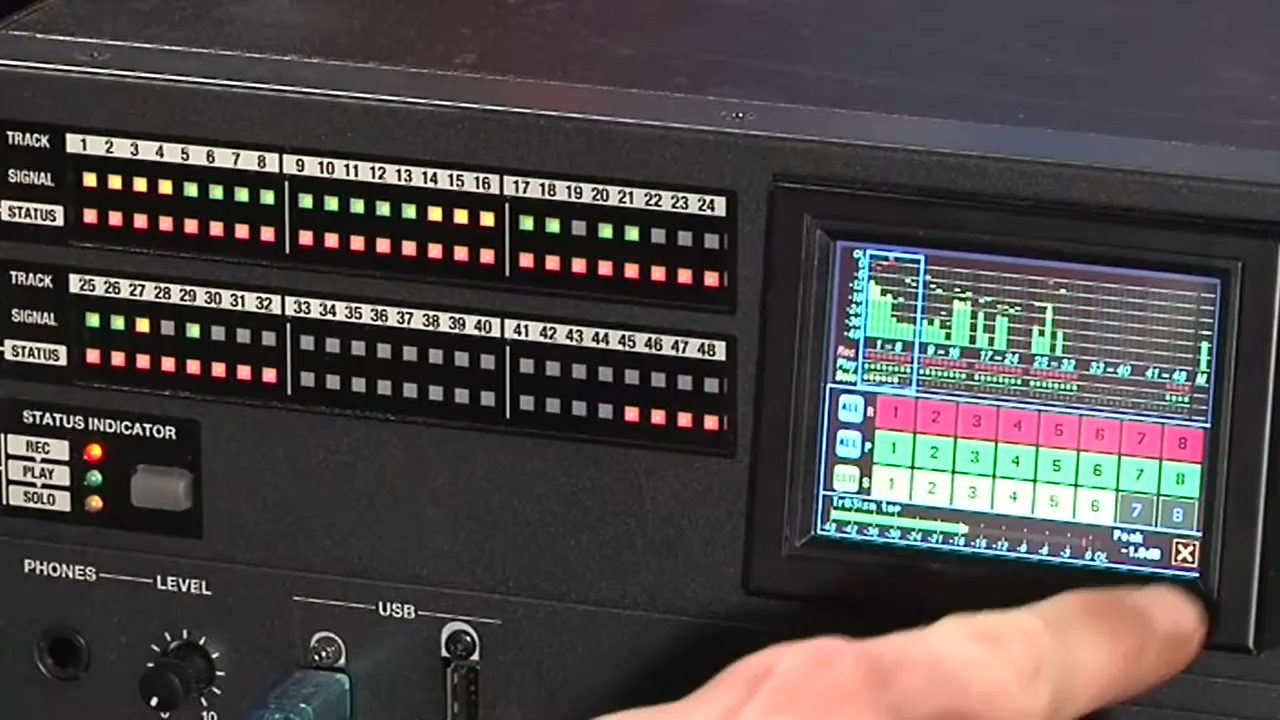 TRACK 1 2 3 4 5 6 7 8 9 10 11 12 13 14 15 16 17 18 19 20 21 22 23 24
SIGNAL
STATUS
TRACK 25 26 27 28 29 30 31 32 33 34 35 36 37 38 39 40 41 42 43 44 45 46 47 48
SIGNAL
STATUS
STATUS INDICATOR
REC
PLAY
SOLO
PHONES LEVEL
10
USB
1-8 9-16 17-24 25-32 33-40 41-48 M
Rec
Play
Solo
ALL R 1 2 3 4 5 6 7 8
ALL P 1 2 3 4 5 6 7 8
CLR S 1 2 3 4 5 6 7 8
Peak
-1.0dB X